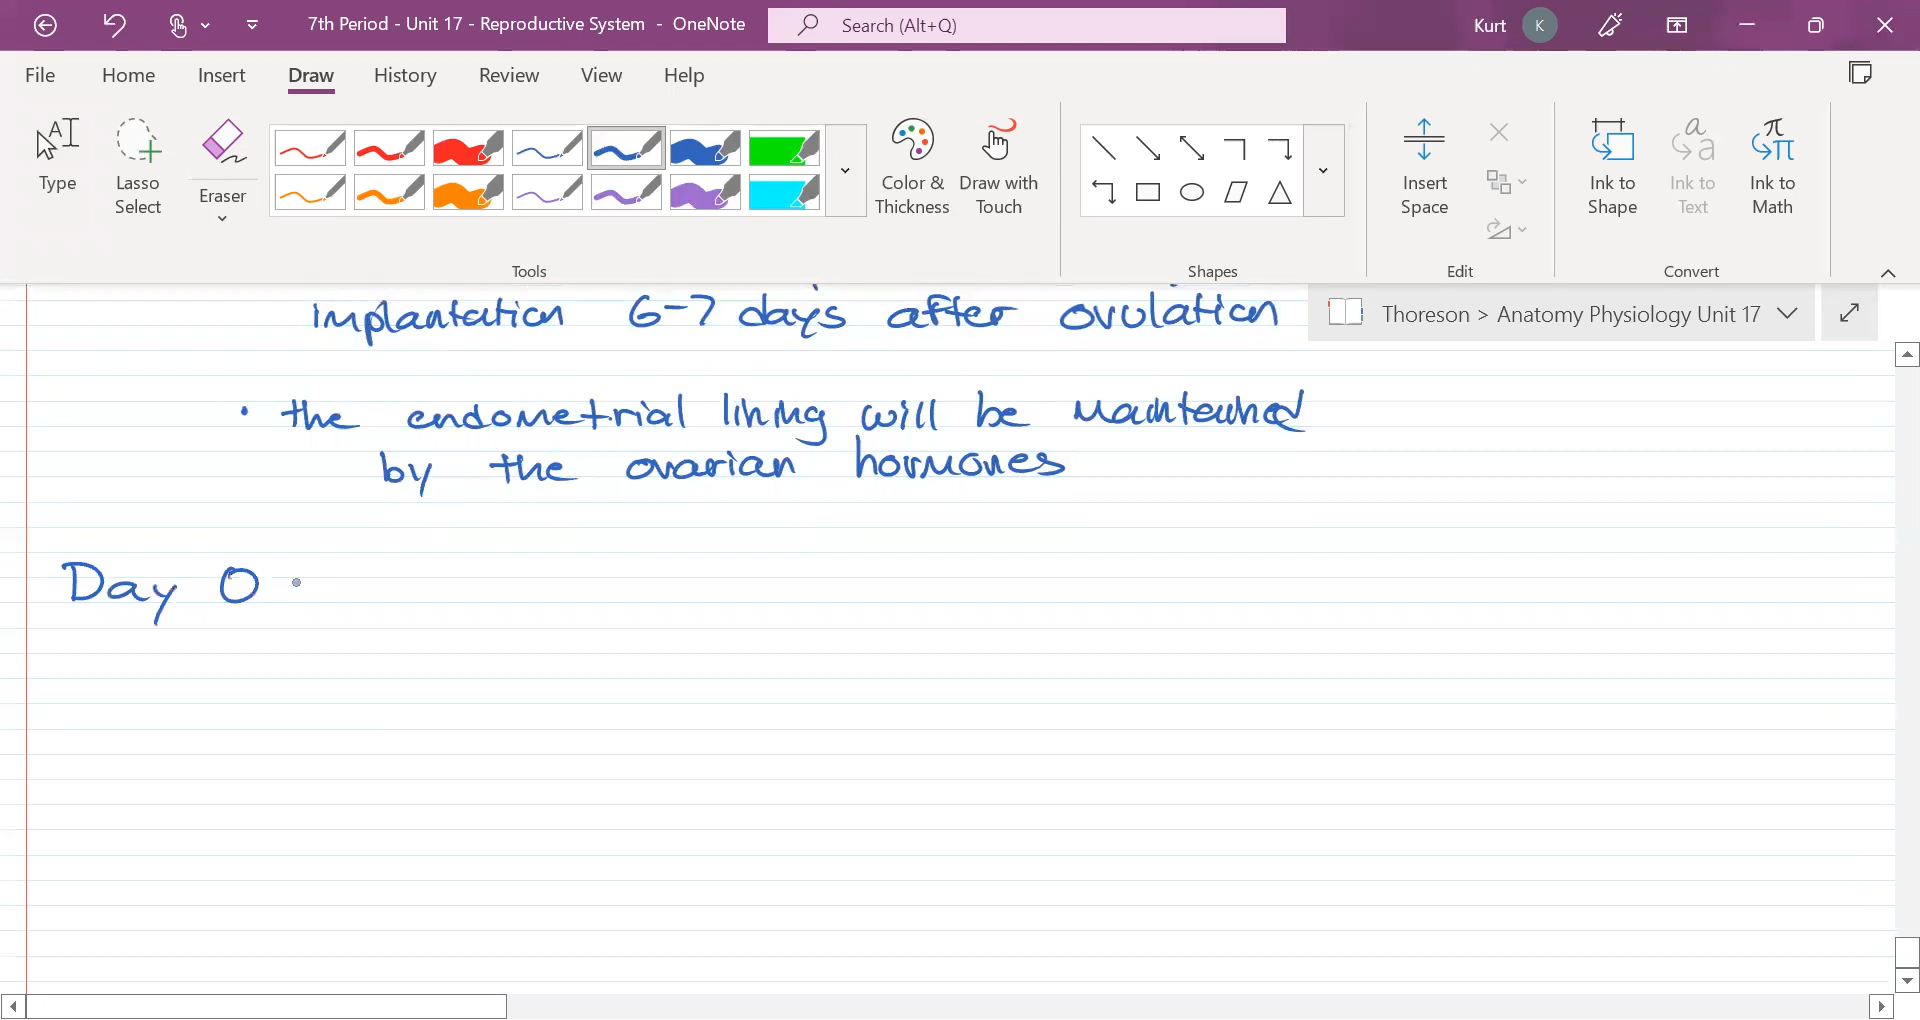 7th Period - Unit 17 - Reproductive System - OneNote
Search (Alt+Q)
Kurt
K
File Home Insert Draw History Review View Help
Type
Lasso Select
Eraser
Color & Thickness
Draw with Touch
Insert Space
Ink to Shape
Ink to Text
Ink to Math
Tools
Shapes
Edit
Convert
Thoreson > Anatomy Physiology Unit 17
implantation 6-7 days after ovulation
• the endometrial lining will be maintained
by the ovarian hormones
Day 0